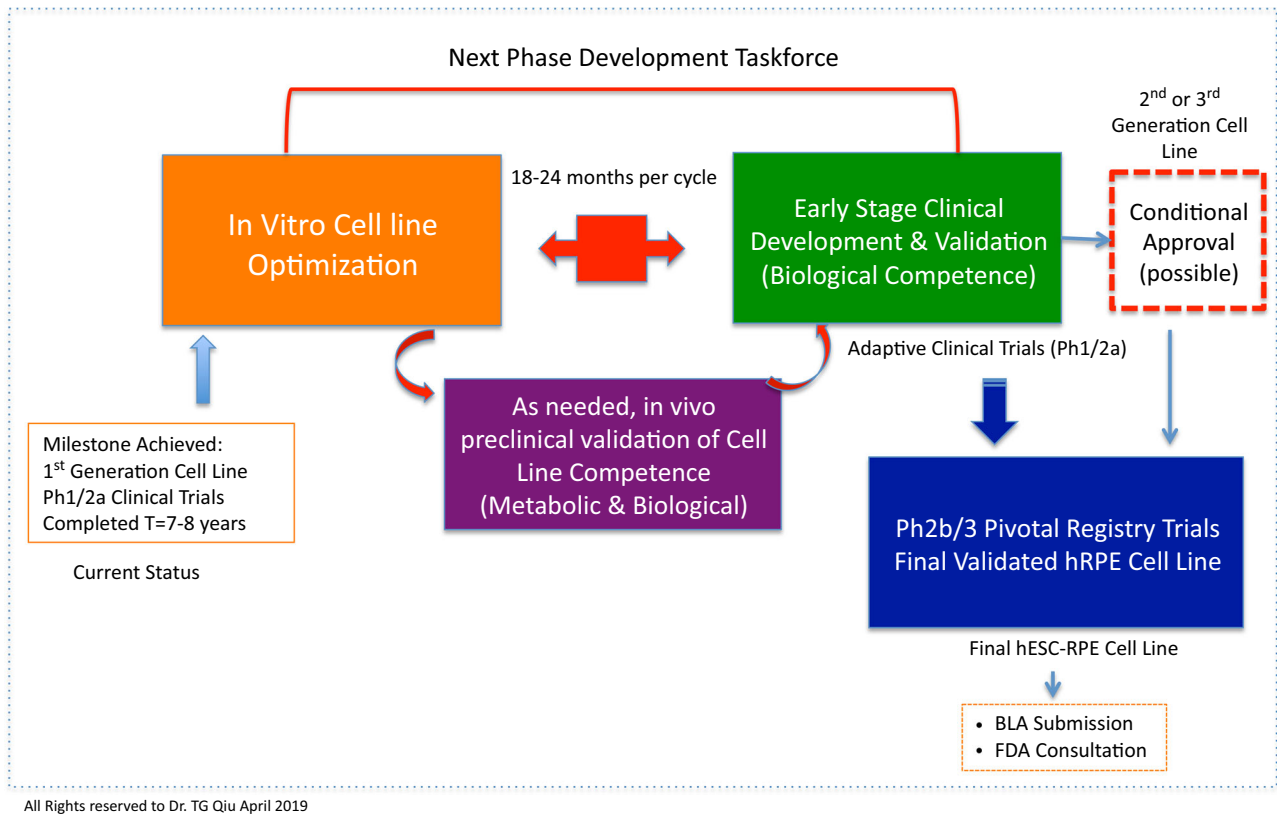 Next Phase Development Taskforce
2nd or 3rd
Generation Cell
Line
18-24 months per cycle
In Vitro Cell line
Optimization
Early Stage Clinical
Development & Validation
(Biological Competence)
Conditional
Approval
(possible)
Adaptive Clinical Trials (Ph1/2a)
As needed, in vivo
preclinical validation of Cell
Line Competence
(Metabolic & Biological)
Milestone Achieved:
1st Generation Cell Line
Ph1/2a Clinical Trials
Completed T=7-8 years
Current Status
Ph2b/3 Pivotal Registry Trials
Final Validated hRPE Cell Line
Final hESC-RPE Cell Line
• BLA Submission
• FDA Consultation
All Rights reserved to Dr. TG Qiu April 2019